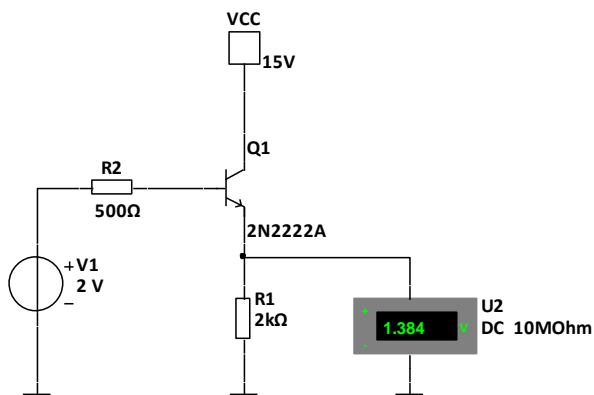 VCC
15V
Q1
R2
500Ω
2N2222A
+V1
2 V
−
R1
2kΩ
U2
+
1.384 V
DC 10MOhm
-